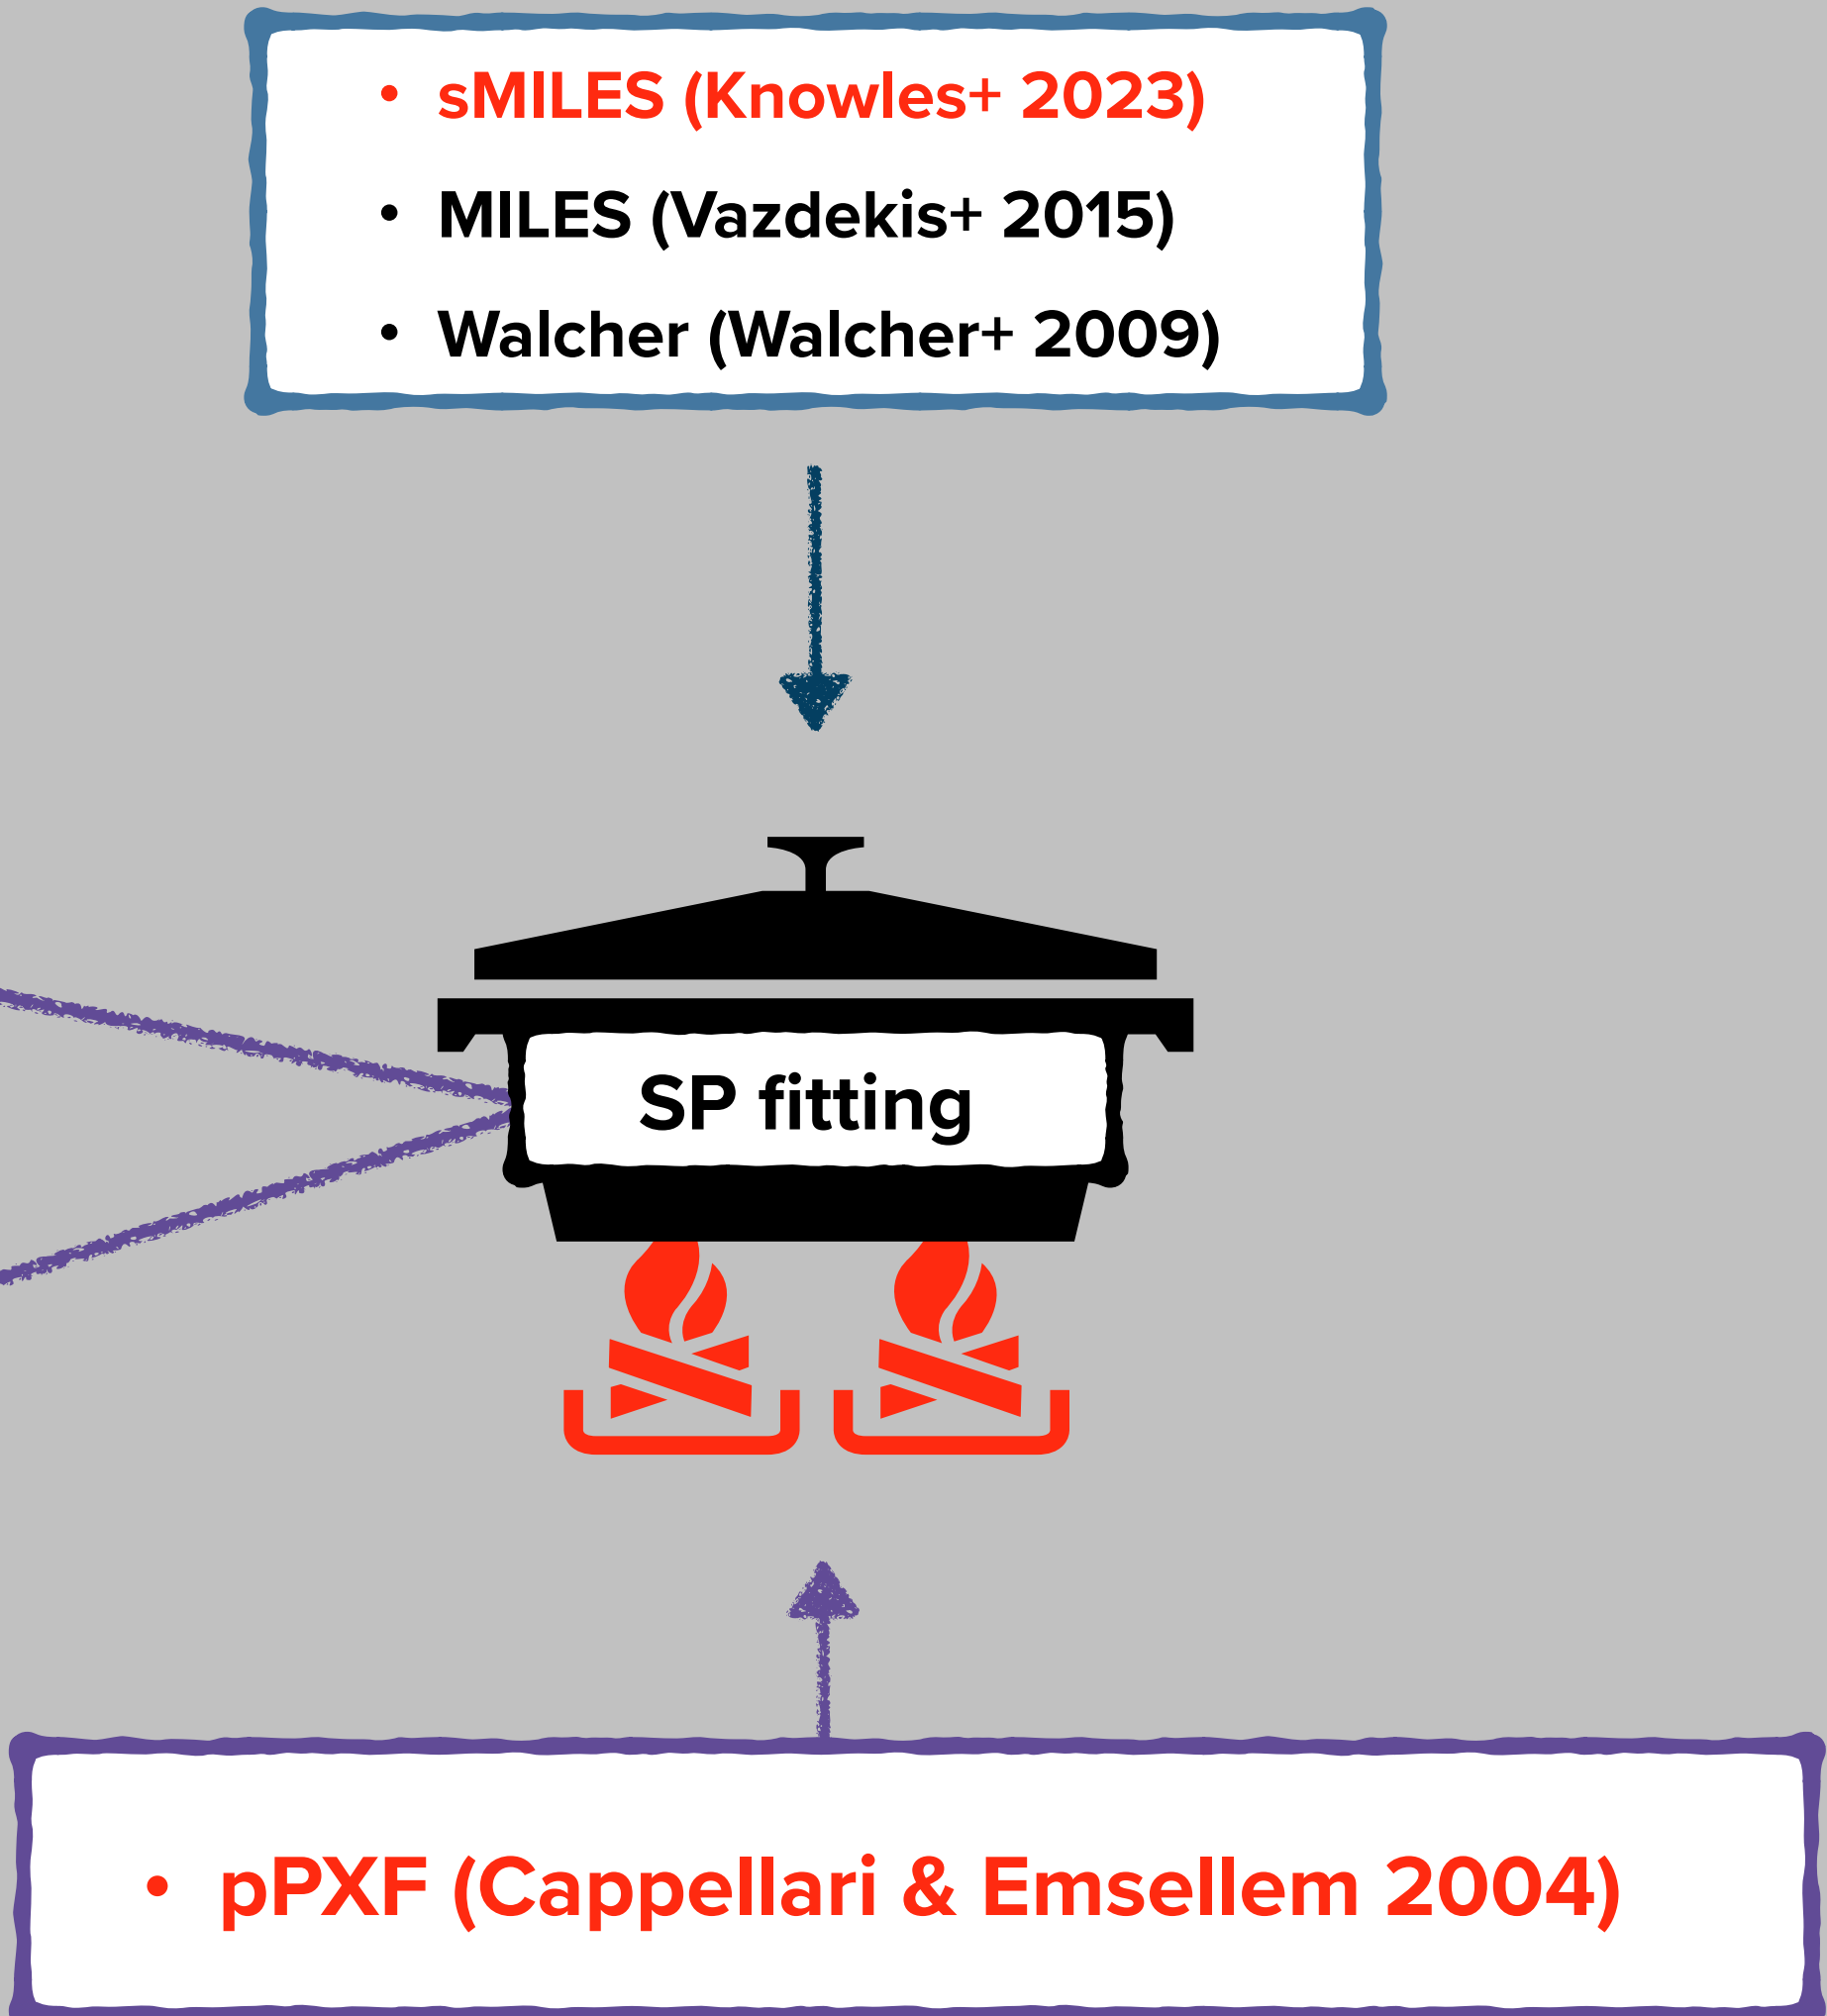 • sMILES (Knowles+ 2023)
• MILES (Vazdekis+ 2015)
• Walcher (Walcher+ 2009)
SP fitting
• pPXF (Cappellari & Emsellem 2004)